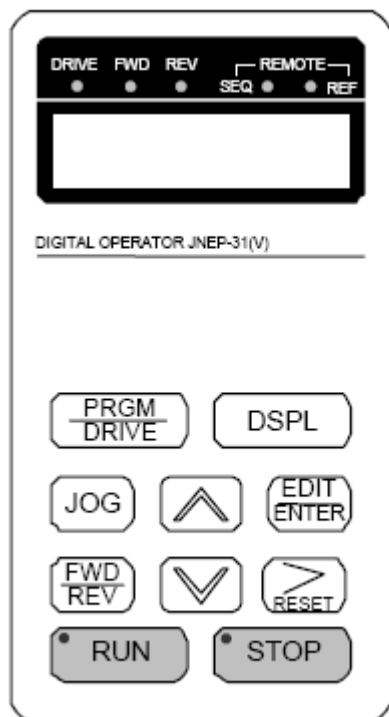 DRIVE FWD REV REMOTE
SEQ REF
DIGITAL OPERATOR JNEP-31(V)
PRGM
DRIVE
DSPL
JOG
EDIT
ENTER
FWD
REV
RESET
RUN
STOP